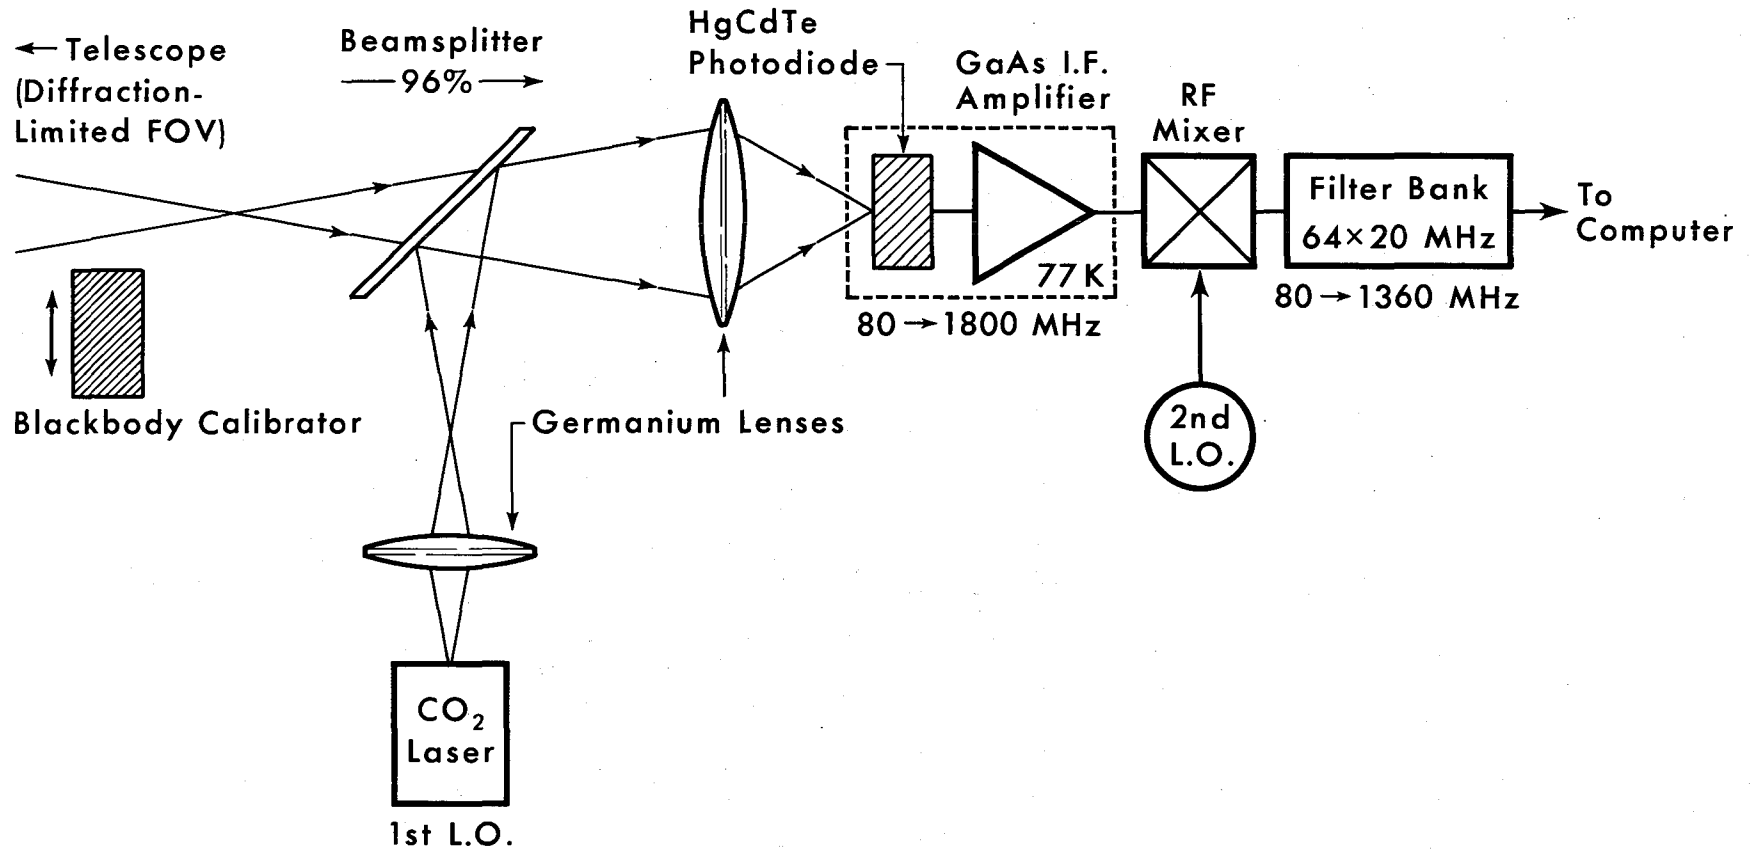 ← Telescope
(Diffraction-
Limited FOV)
Beamsplitter
— 96% →
HgCdTe
Photodiode
GaAs I.F.
Amplifier
RF
Mixer
77K
80→1800 MHz
Filter Bank
64×20 MHz
80→1360 MHz
To
Computer
Blackbody Calibrator
Germanium Lenses
2nd
L.O.
CO₂
Laser
1st L.O.